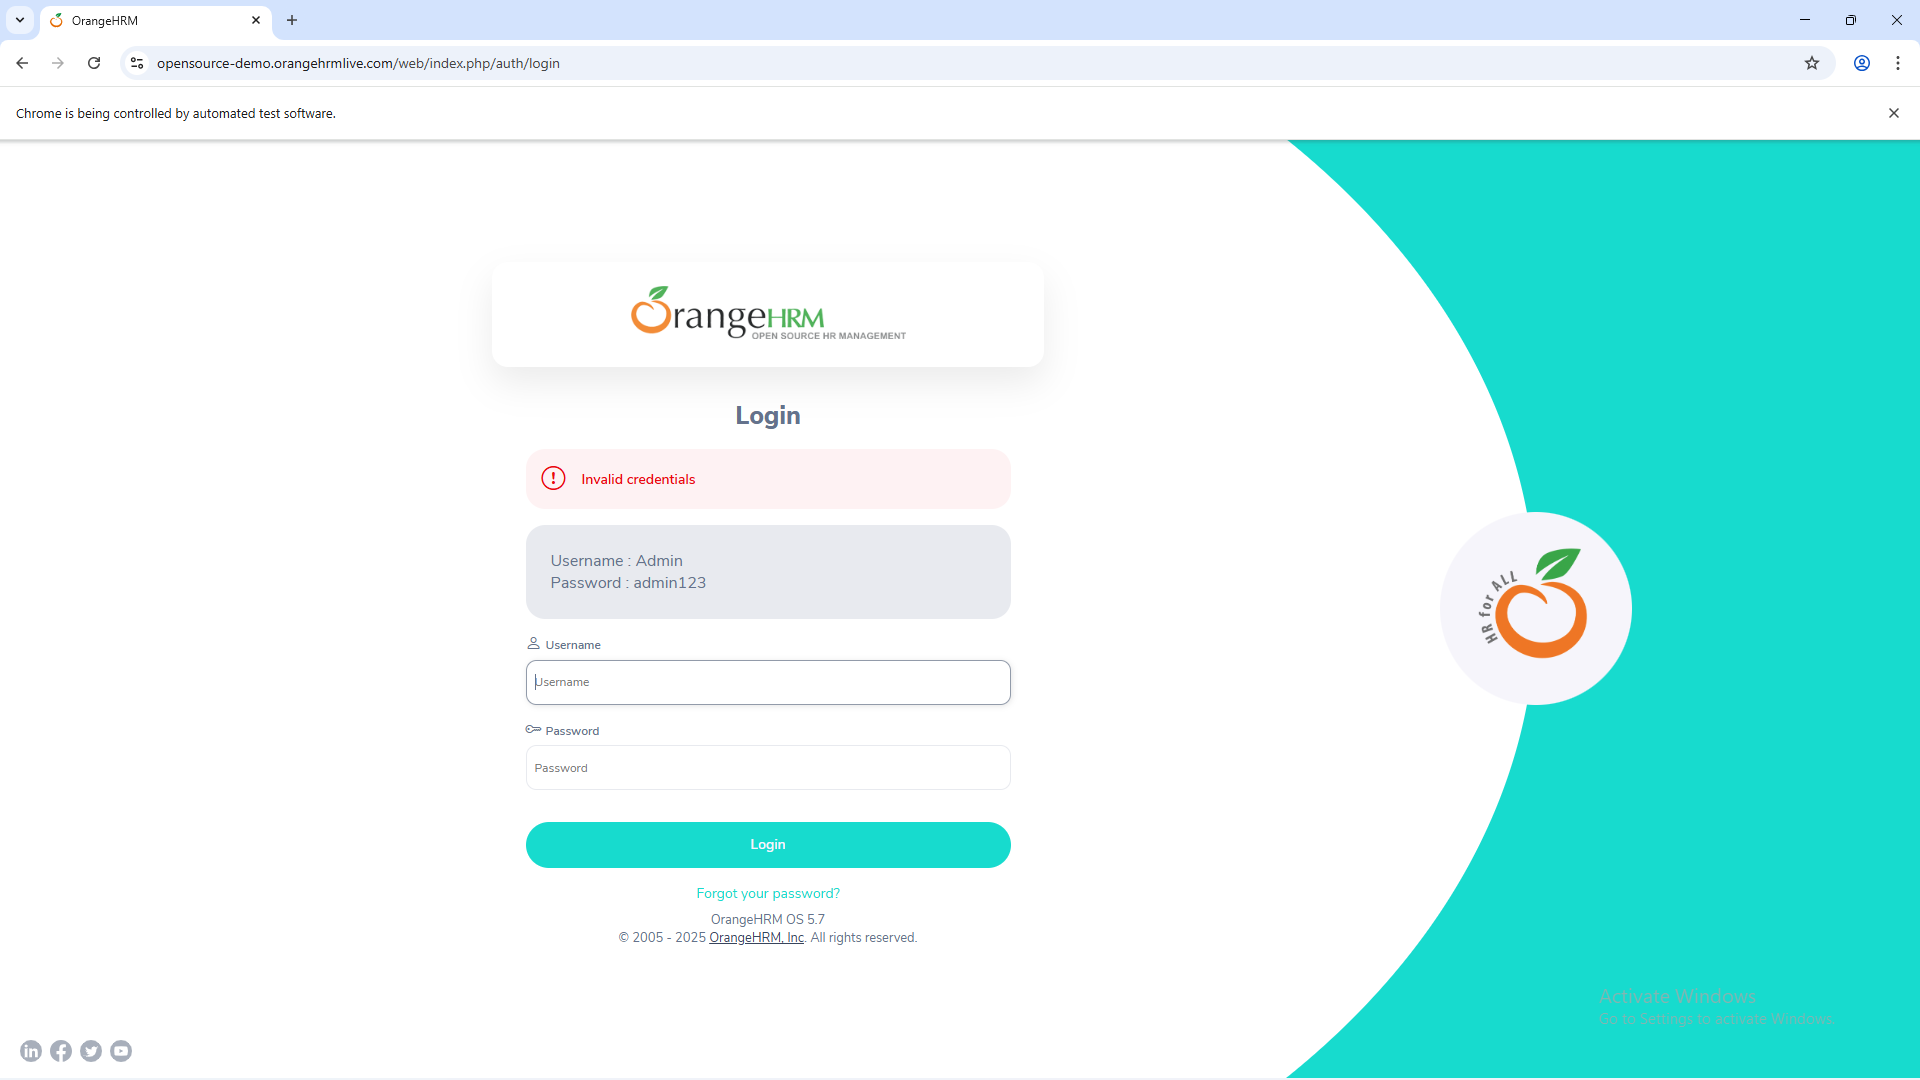 OrangeHRM
opensource-demo.orangehrmlive.com/web/index.php/auth/login
Chrome is being controlled by automated test software.
OrangeHRM
OPEN SOURCE HR MANAGEMENT
Login
Invalid credentials
Username : Admin
Password : admin123
HR for ALL
Username
Username
Password
Password
Login
Forgot your password?
OrangeHRM OS 5.7
© 2005 - 2025 OrangeHRM, Inc. All rights reserved.
Activate Windows
Go to Settings to activate Windows.